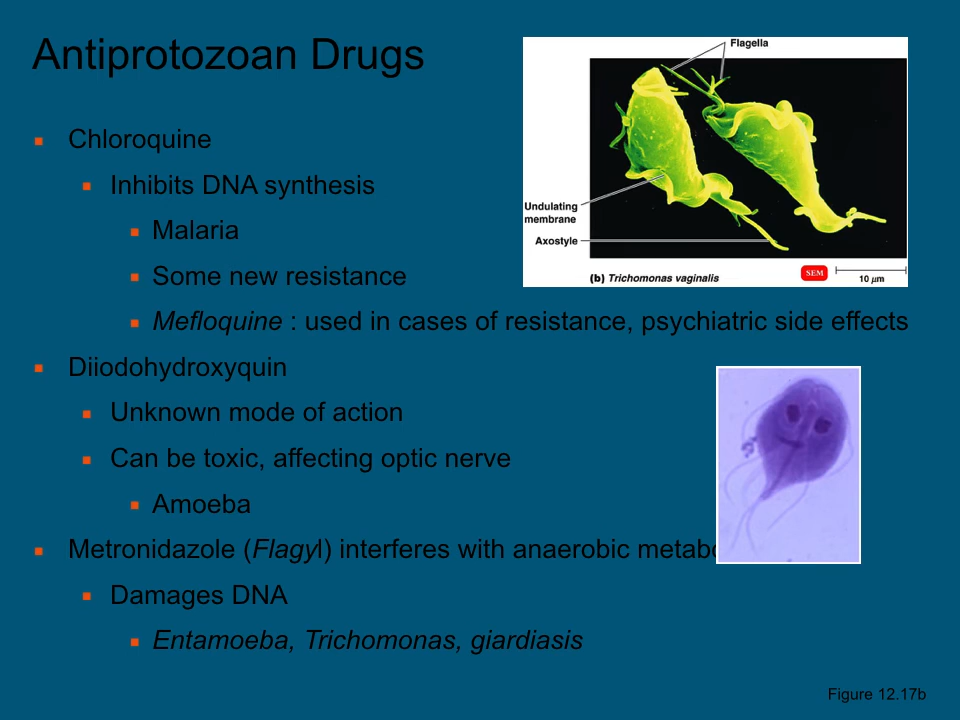 Antiprotozoan Drugs
Flagella
Undulating
membrane
Axostyle
(b) Trichomonas vaginalis
SEM
10 µm
Chloroquine
Inhibits DNA synthesis
Malaria
Some new resistance
Mefloquine : used in cases of resistance, psychiatric side effects
Diiodohydroxyquin
Unknown mode of action
Can be toxic, affecting optic nerve
Amoeba
Metronidazole (Flagyl) interferes with anaerobic
Damages DNA
Entamoeba, Trichomonas, giardiasis
Figure 12.17b